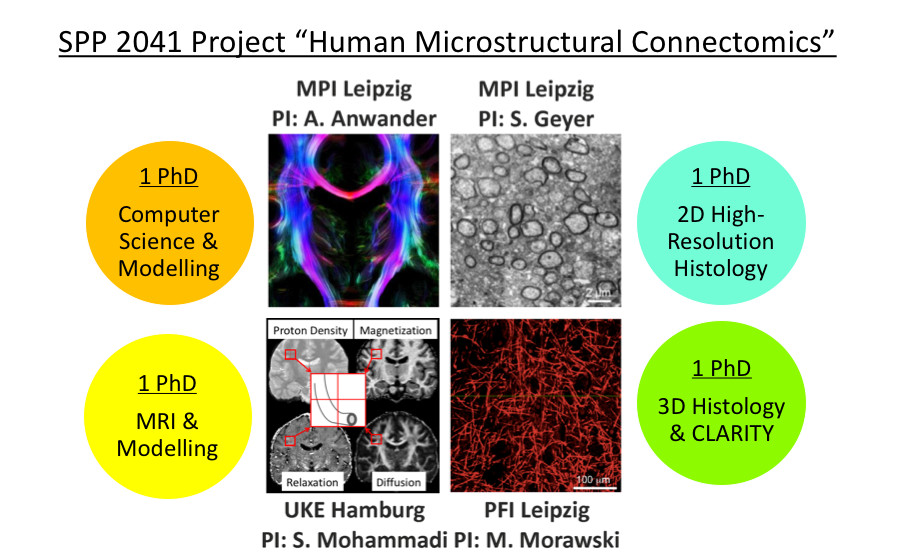 SPP 2041 Project “Human Microstructural Connectomics”
MPI Leipzig
PI: A. Anwander
MPI Leipzig
PI: S. Geyer
1 PhD
Computer
Science &
Modelling
2 µm
1 PhD
2D High-
Resolution
Histology
1 PhD
MRI &
Modelling
Proton Density
Magnetization
Relaxation
Diffusion
100 µm
1 PhD
3D Histology
& CLARITY
UKE Hamburg
PI: S. Mohammadi
PFI Leipzig
PI: M. Morawski